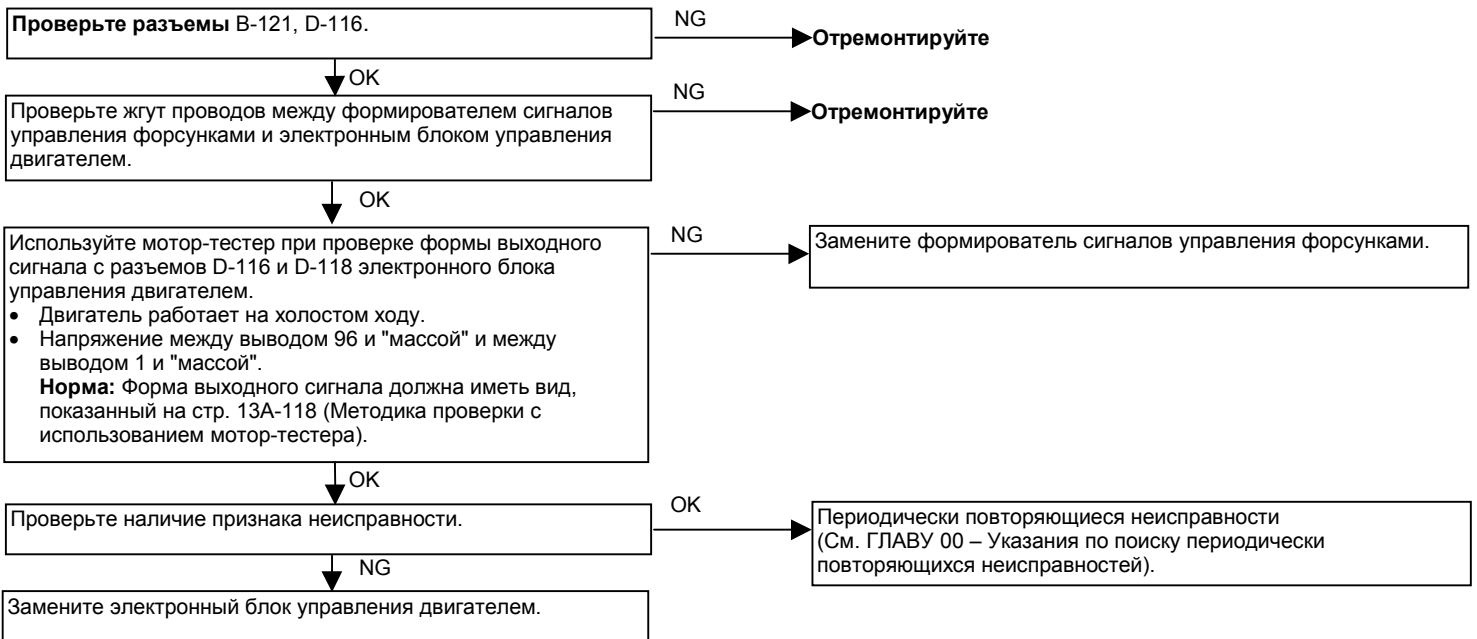 Проверьте разъемы B-121, D-116.
NG
Отремонтируйте
OK
Проверьте жгут проводов между формирователем сигналов
управления форсунками и электронным блоком управления
двигателем.
NG
Отремонтируйте
OK
Используйте мотор-тестер при проверке формы выходного
сигнала с разъемов D-116 и D-118 электронного блока
управления двигателем.
• Двигатель работает на холостом ходу.
• Напряжение между выводом 96 и "массой" и между
выводом 1 и "массой".
Норма: Форма выходного сигнала должна иметь вид,
показанный на стр. 13А-118 (Методика проверки с
использованием мотор-тестера).
NG
Замените формирователь сигналов управления форсунками.
OK
Проверьте наличие признака неисправности.
OK
Периодически повторяющиеся неисправности
(См. ГЛАВУ 00 – Указания по поиску периодически
повторяющихся неисправностей).
NG
Замените электронный блок управления двигателем.